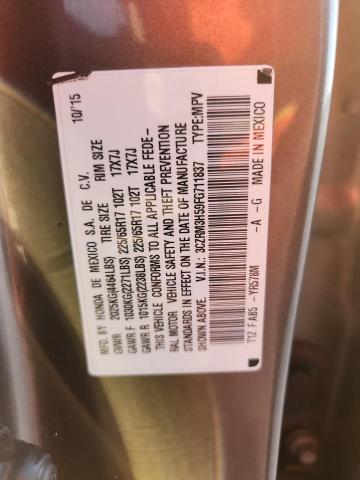 10/15
MFD. BY HONDA DE MEXICO S.A. DE C.V.
GVWR 2025KG(4464LBS) TIRE SIZE RIM SIZE
GAWR F 1030KG(2271LBS) 225/65R17 102T 17X7J
GAWR R 1015KG(2238LBS) 225/65R17 102T 17X7J
THIS VEHICLE CONFORMS TO ALL APPLICABLE FEDE-
RAL MOTOR VEHICLE SAFETY AND THEFT PREVENTION
STANDARDS IN EFFECT ON THE DATE OF MANUFACTURE
SHOWN ABOVE. V.I.N.: 3CZRM3H59FG711837 TYPE:MPV
T1Z F AB5 -YR578M -A -G MADE IN MEXICO